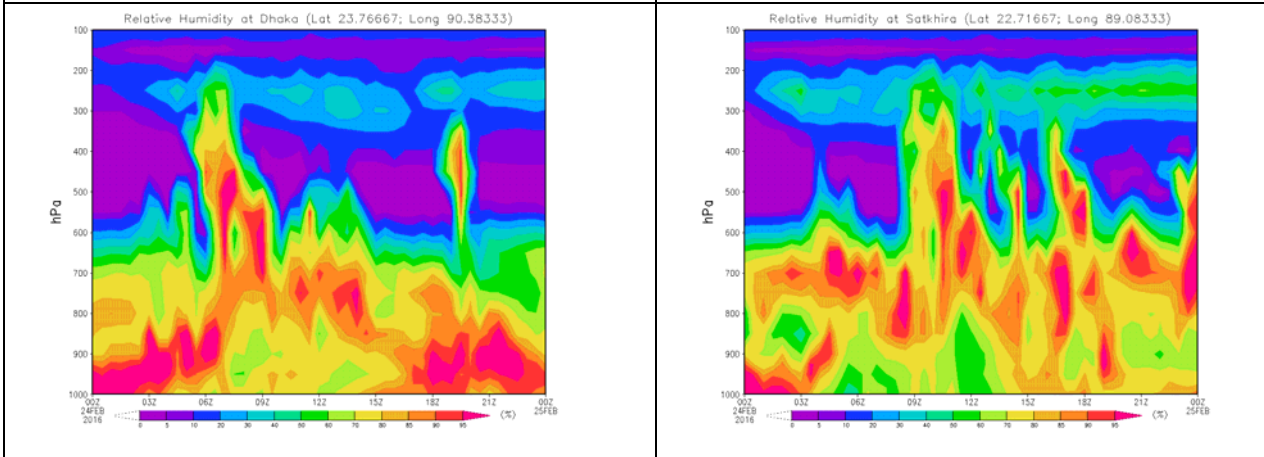 Relative Humidity at Dhaka (Lat 23.76667; Long 90.38333)
100
200
300
400
500
600
700
800
900
1000
hPa
00Z 03Z 06Z 09Z 12Z 15Z 18Z 21Z 00Z
24FEB 25FEB
2016
0 5 10 20 30 40 50 60 70 80 90 95 (%)
Relative Humidity at Satkhira (Lat 22.71667; Long 89.08333)
100
200
300
400
500
600
700
800
900
1000
hPa
00Z 03Z 06Z 09Z 12Z 15Z 18Z 21Z 00Z
24FEB 25FEB
2016
0 5 10 20 30 40 50 60 70 80 90 95 (%)